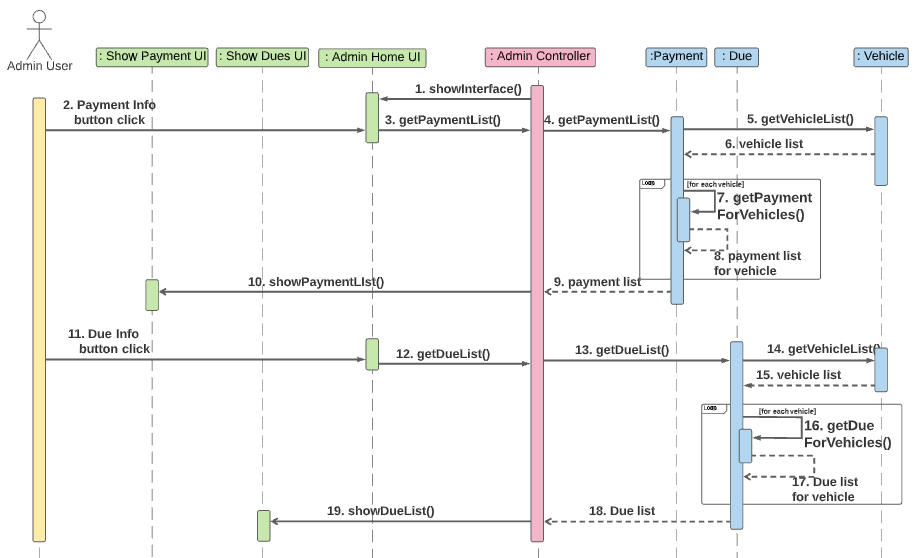 Admin User
: Show Payment UI
: Show Dues UI
: Admin Home UI
: Admin Controller
:Payment
: Due
: Vehicle
1. showInterface()
2. Payment Info
button click
3. getPaymentList()
4. getPaymentList()
5. getVehicleList()
6. vehicle list
Loop
[for each vehicle]
7. getPayment
ForVehicles()
8. payment list
for vehicle
9. payment list
10. showPaymentLIst()
11. Due Info
button click
12. getDueList()
13. getDueList()
14. getVehicleList()
15. vehicle list
Loop
[for each vehicle]
16. getDue
ForVehicles()
17. Due list
for vehicle
18. Due list
19. showDueList()